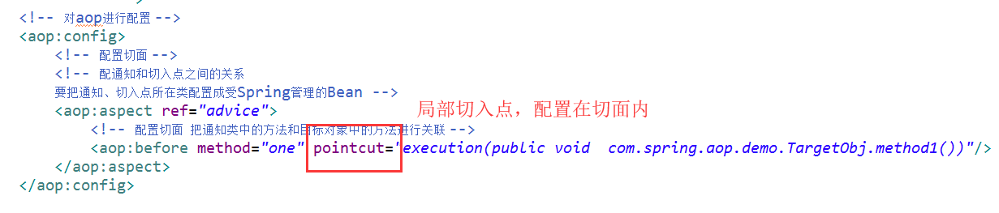 <!-- 对aop进行配置 -->
<aop:config>
<!-- 配置切面 -->
<!-- 配通知和切入点之间的关系
要把通知、切入点所在类配置成受Spring管理的Bean -->
<aop:aspect ref="advice">
局部切入点，配置在切面内
<!-- 配置切面 把通知类中的方法和目标对象中的方法进行关联 -->
<aop:before method="one" pointcut="execution(public void  com.spring.aop.demo.TargetObj.method1())"/>
</aop:aspect>
</aop:config>